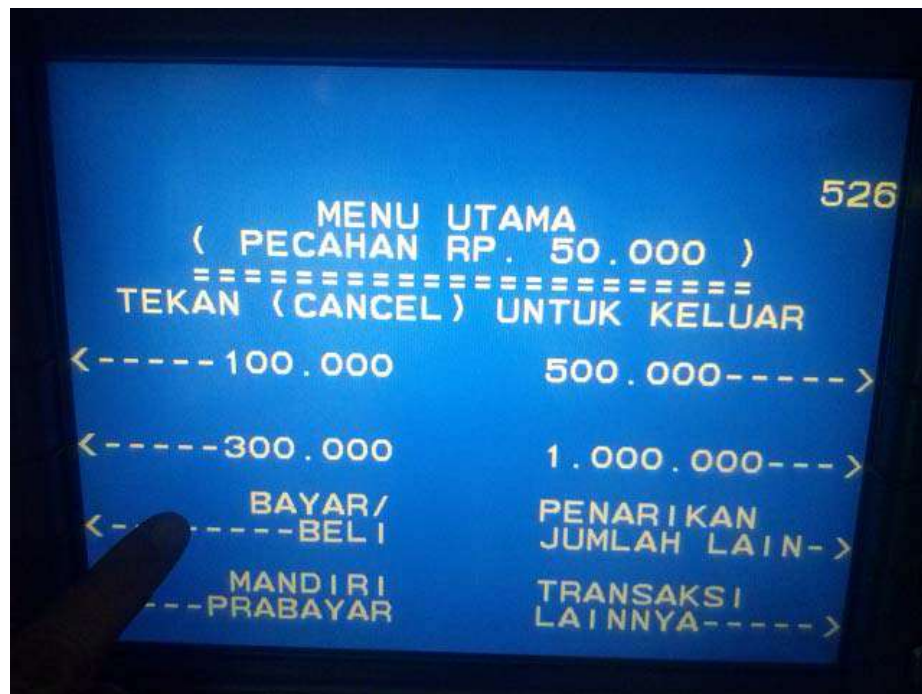 526
MENU UTAMA
( PECAHAN RP. 50.000 )
======================
TEKAN (CANCEL) UNTUK KELUAR
<-----100.000 500.000----->
<-----300.000 1.000.000--->
BAYAR/ PENARIKAN
<---------BELI JUMLAH LAIN->
MANDIRI TRANSAKSI
---PRABAYAR LAINNYA----->